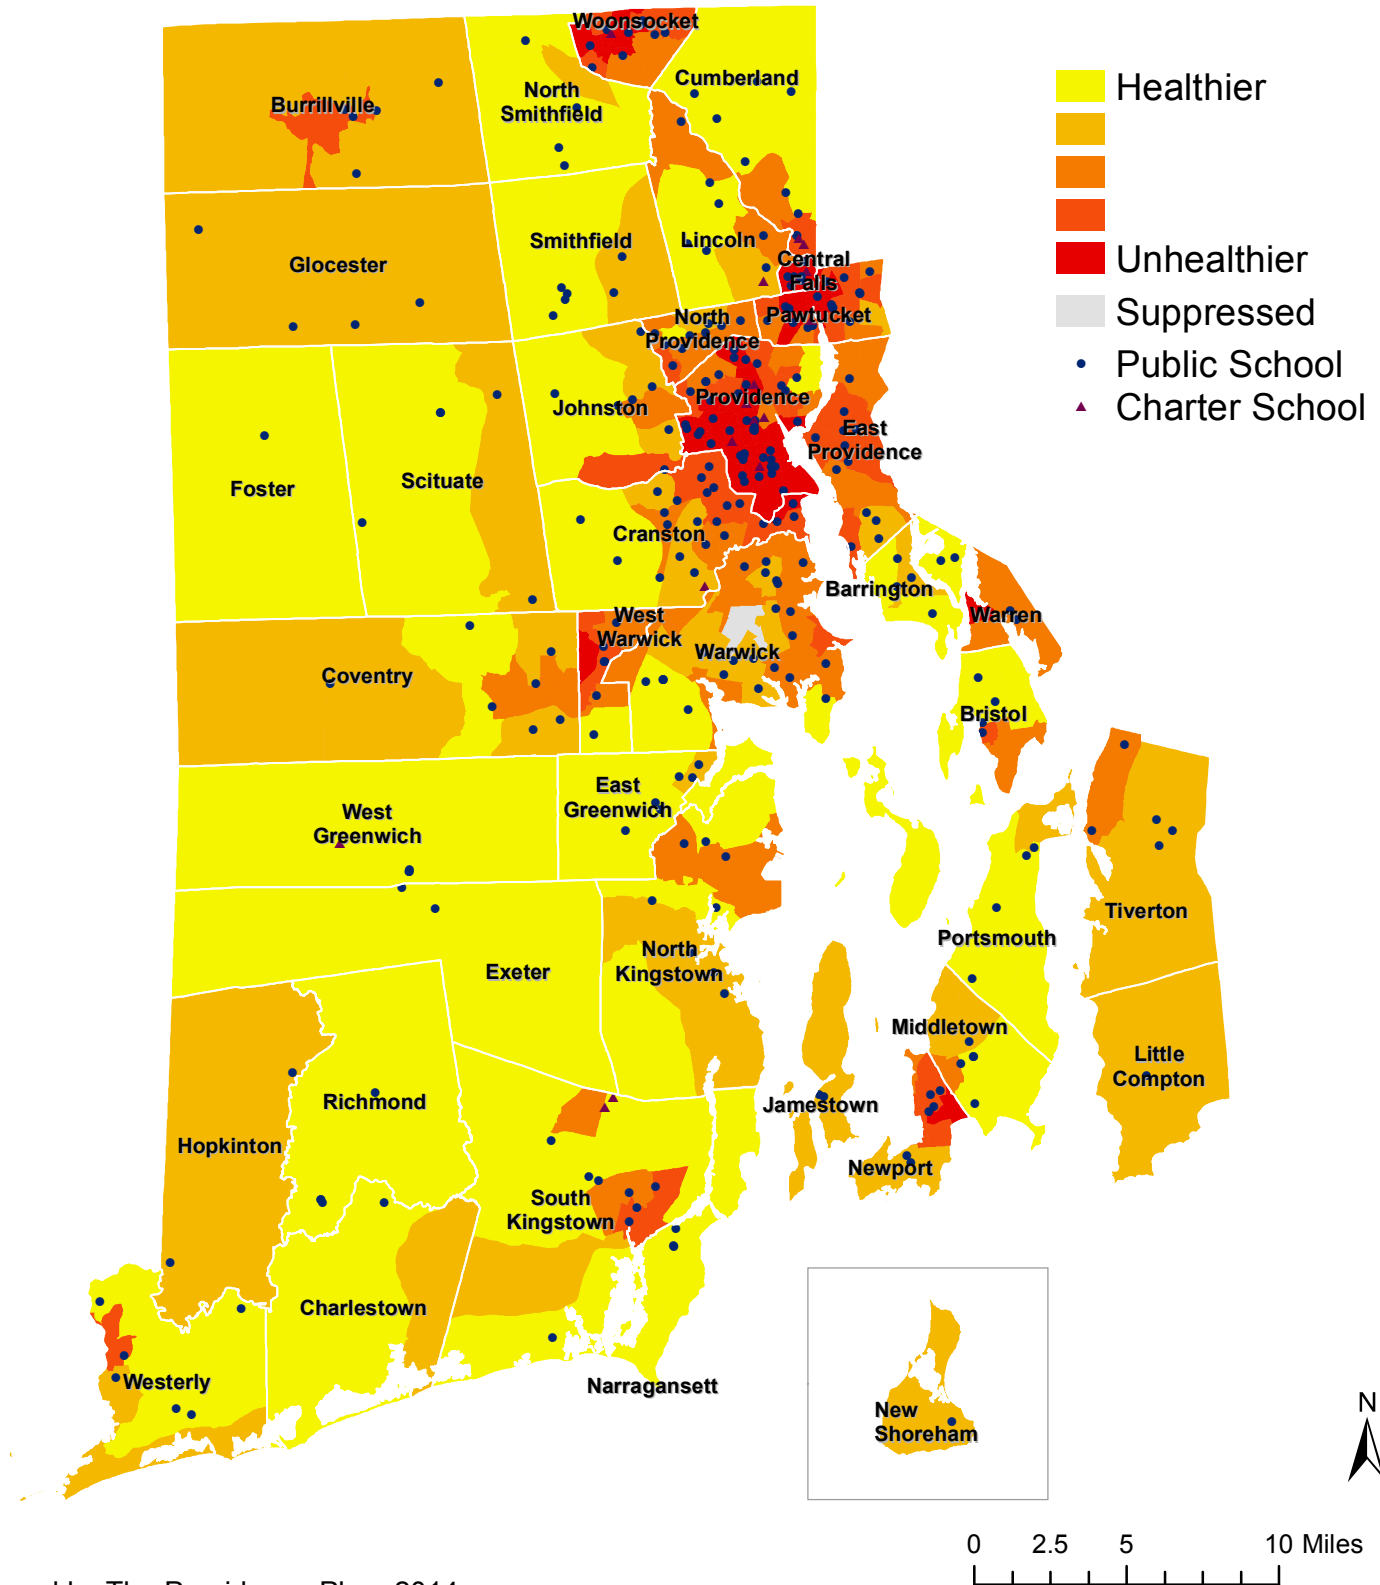 Woonsocket
Cumberland
North
Smithfield
Burrillville
Smithfield
Lincoln
Glocester
Central
Falls
North
Providence
Pawtucket
Johnston
Providence
East
Providence
Foster
Scituate
Cranston
Barrington
Warren
West
Warwick
Warwick
Coventry
Bristol
East
Greenwich
West
Greenwich
Tiverton
Portsmouth
North
Kingstown
Exeter
Middletown
Little
Compton
Jamestown
Richmond
Hopkinton
Newport
South
Kingstown
Charlestown
Westerly
Narragansett
New
Shoreham
Healthier
Unhealthier
Suppressed
Public School
Charter School
N
0 2.5 5 10 Miles